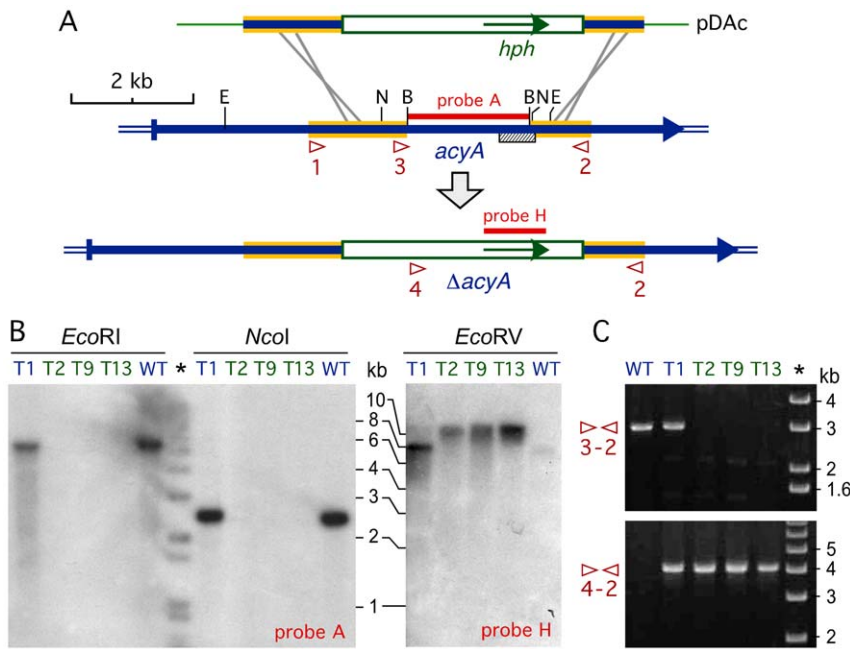 A
pDAc
hph
2 kb
E
N
B
probe A
B
N
E
1
3
acyA
2
probe H
4
ΔacyA
2
B
EcoRI
NcoI
EcoRV
T1 T2 T9 T13 WT * T1 T2 T9 T13 WT
kb
T1 T2 T9 T13 WT
10
8
6
4
3
2
1
probe A
probe H
C
WT T1 T2 T9 T13 *
kb
3-2
4
3
2
1.6
4-2
5
4
3
2